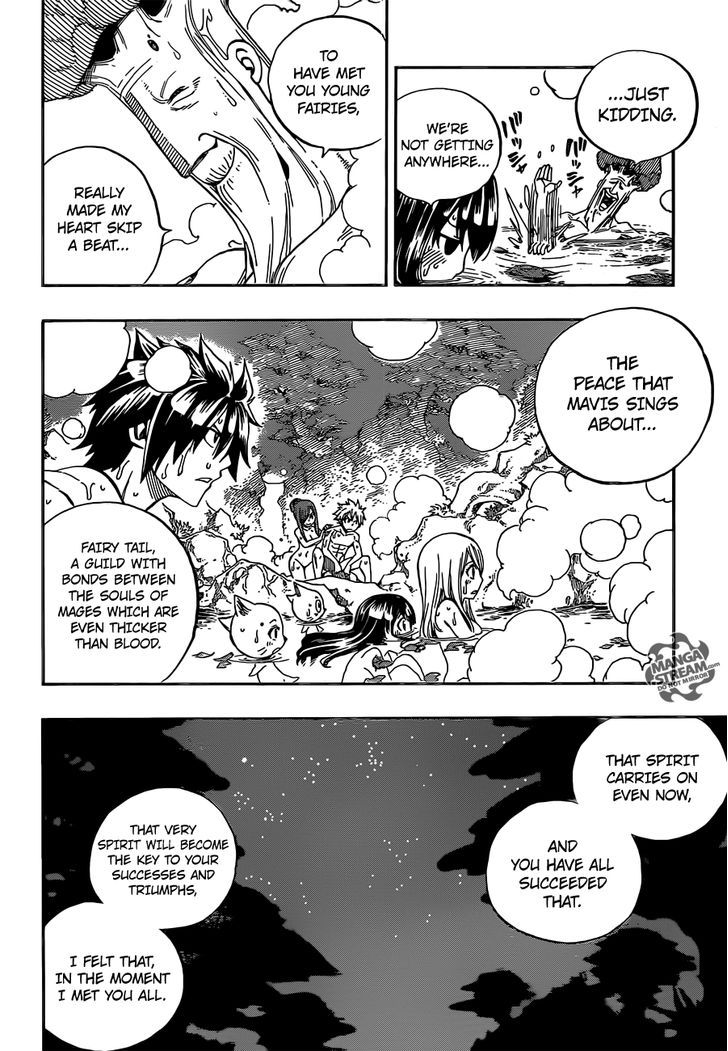 ...JUST
KIDDING.
WE'RE
NOT GETTING
ANYWHERE...
TO
HAVE MET
YOU YOUNG
FAIRIES,
REALLY
MADE MY
HEART SKIP
A BEAT...
THE
PEACE THAT
MAVIS SINGS
ABOUT...
FAIRY TAIL,
A GUILD WITH
BONDS BETWEEN
THE SOULS OF
MAGES WHICH ARE
EVEN THICKER
THAN BLOOD.
MANGA
STREAM.COM
DO NOT MIRROR
THAT SPIRIT
CARRIES ON
EVEN NOW,
AND
YOU HAVE ALL
SUCCEEDED
THAT.
THAT VERY
SPIRIT WILL BECOME
THE KEY TO YOUR
SUCCESSES AND
TRIUMPHS,
I FELT THAT,
IN THE MOMENT
I MET YOU ALL.